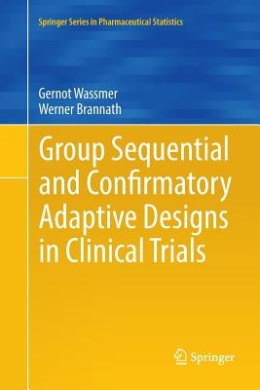 Springer Series in Pharmaceutical Statistics
Gernot Wassmer
Werner Brannath
Group Sequential
and Confirmatory
Adaptive Designs
in Clinical Trials
Springer